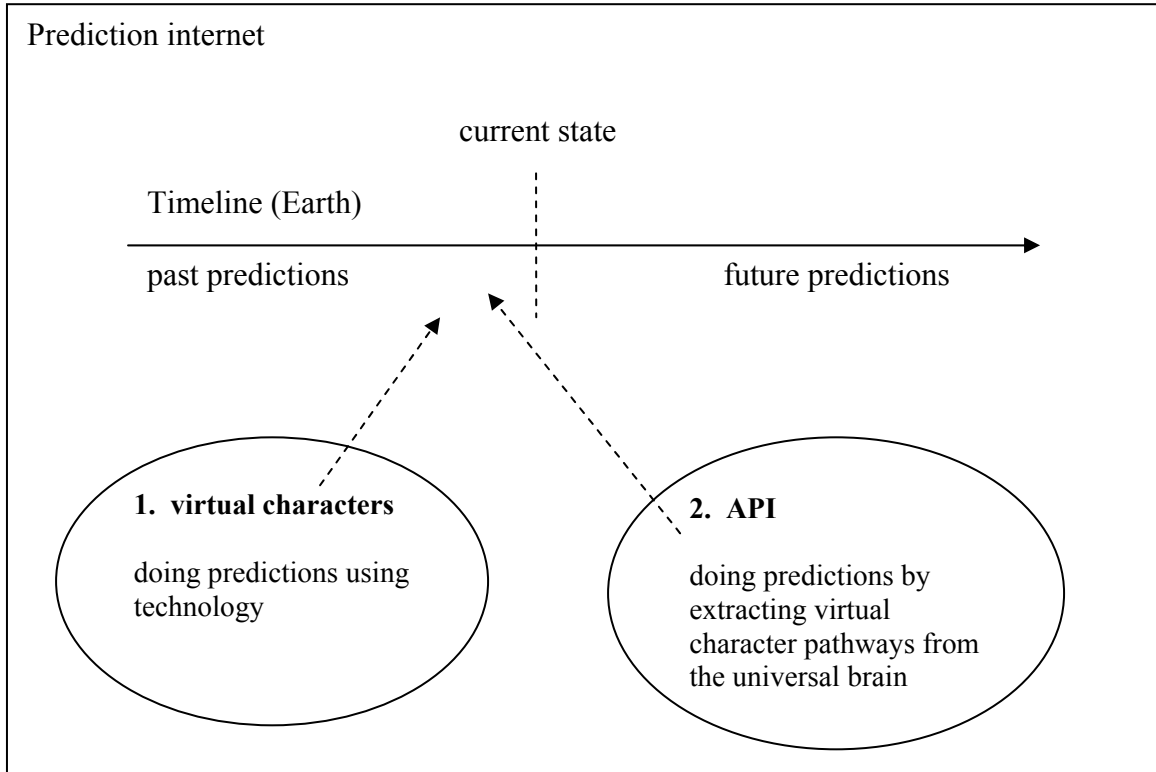 Prediction internet
current state
Timeline (Earth)
past predictions
future predictions
1. virtual characters
doing predictions using
technology
2. API
doing predictions by
extracting virtual
character pathways from
the universal brain